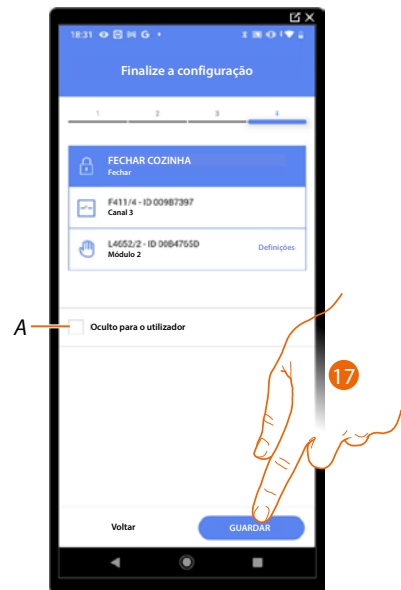 18:31 G
Finalize a configuração
1 2 3 4
FECHAR COZINHA
Fechar
F411/4 - ID 009B7397
Canal 3
L4652/2 - ID 00B4765D
Módulo 2
Definições
A
Oculto para o utilizador
17
Voltar
GUARDAR